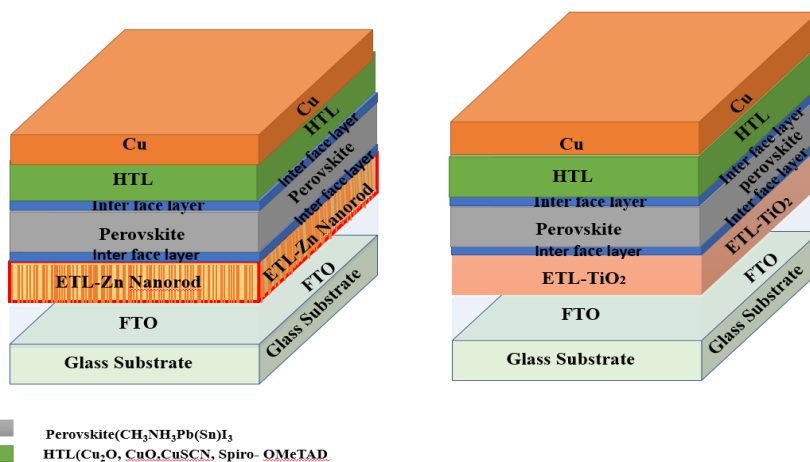 Cu
Cu
HTL
HTL
Inter face layer
Inter face layer
Perovskite
Perovskite
Inter face layer
Inter face layer
ETL-Zn Nanorod
ETL-Zn Nanorod
FTO
FTO
Glass Substrate
Glass Substrate
Cu
Cu
HTL
HTL
Inter face layer
Inter face layer
Perovskite
perovskite
Inter face layer
Inter face layer
ETL-TiO₂
ETL-TiO₂
FTO
FTO
Glass Substrate
Glass Substrate
Perovskite(CH₃NH₃Pb(Sn)I₃
HTL(Cu₂O, CuO,CuSCN, Spiro- OMeTAD